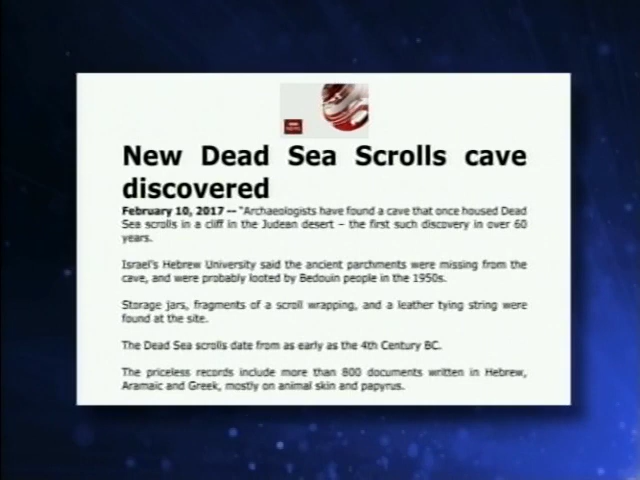 New Dead Sea Scrolls cave
discovered
February 10, 2017 -- "Archaeologists have found a cave that once housed Dead
Sea scrolls in a cliff in the Judean desert – the first such discovery in over 60
years.
Israel's Hebrew University said the ancient parchments were missing from the
cave, and were probably looted by Bedouin people in the 1950s.
Storage jars, fragments of a scroll wrapping, and a leather tying string were
found at the site.
The Dead Sea scrolls date from as early as the 4th Century BC.
The priceless records include more than 800 documents written in Hebrew,
Aramaic and Greek, mostly on animal skin and papyrus.